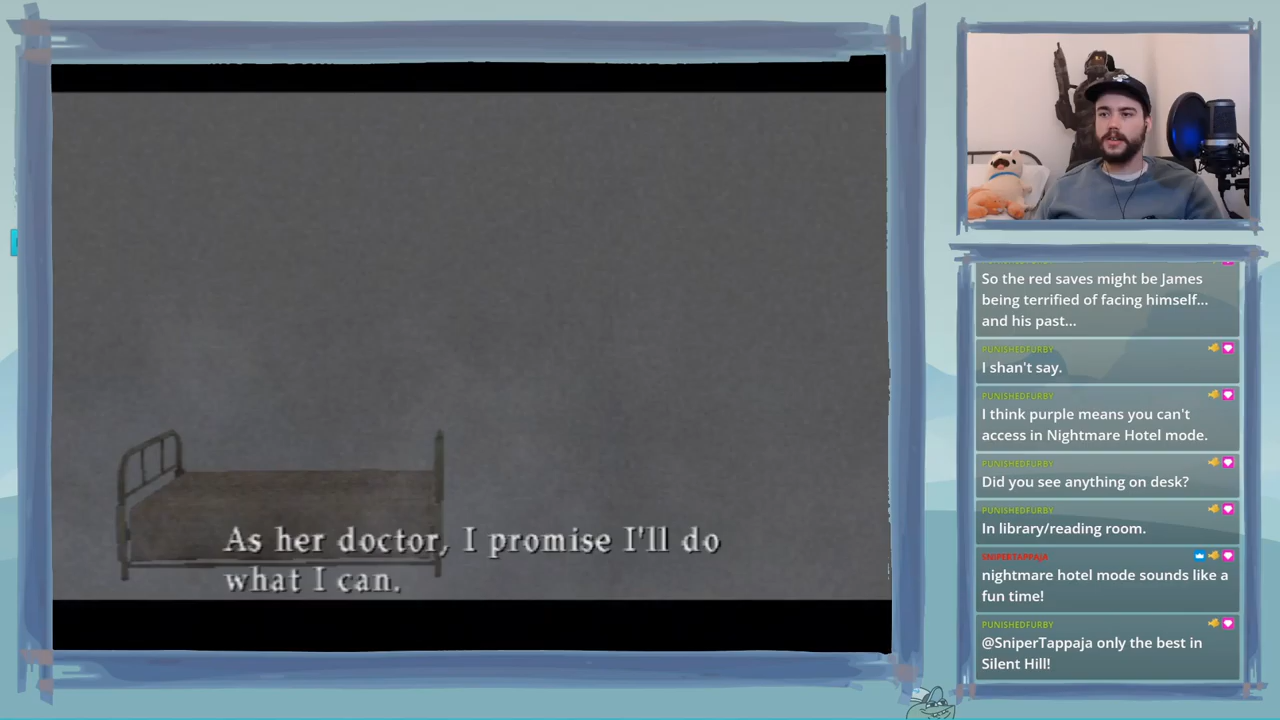 As her doctor, I promise I'll do
what I can.
So the red saves might be James
being terrified of facing himself...
and his past...
PUNISHEDFURBY
I shan't say.
PUNISHEDFURBY
I think purple means you can't
access in Nightmare Hotel mode.
PUNISHEDFURBY
Did you see anything on desk?
PUNISHEDFURBY
In library/reading room.
SNIPERTAPPAJA
nightmare hotel mode sounds like a
fun time!
PUNISHEDFURBY
@SniperTappaja only the best in
Silent Hill!